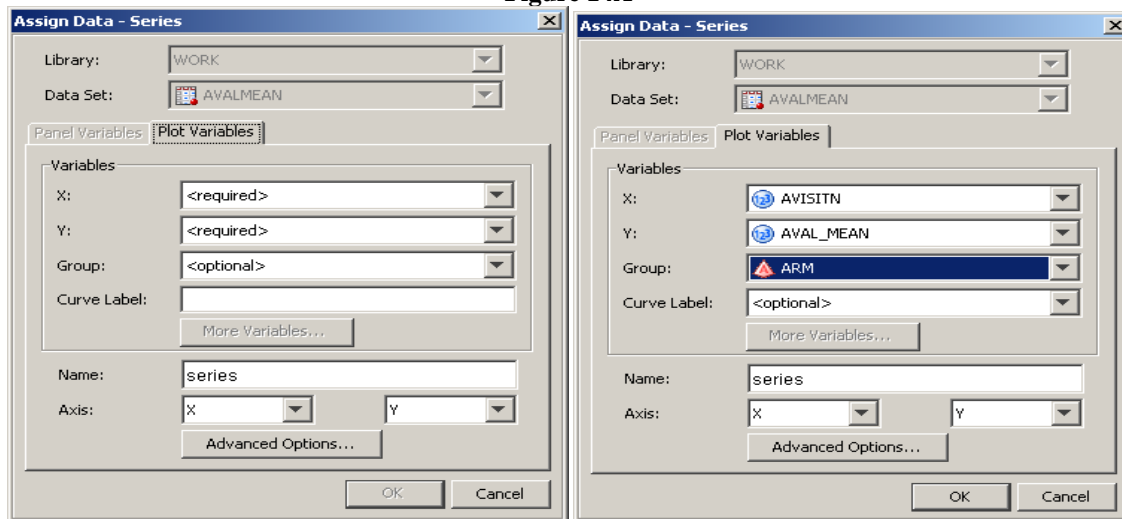 Assign Data - Series
Library: WORK
Data Set: AVALMEAN
Panel Variables Plot Variables
Variables
X: <required>
Y: <required>
Group: <optional>
Curve Label:
More Variables...
Name: series
Axis: X Y
Advanced Options...
OK Cancel
Assign Data - Series
Library: WORK
Data Set: AVALMEAN
Panel Variables Plot Variables
Variables
X: 123 AVISITN
Y: 123 AVAL_MEAN
Group: ARM
Curve Label: <optional>
More Variables...
Name: series
Axis: X Y
Advanced Options...
OK Cancel